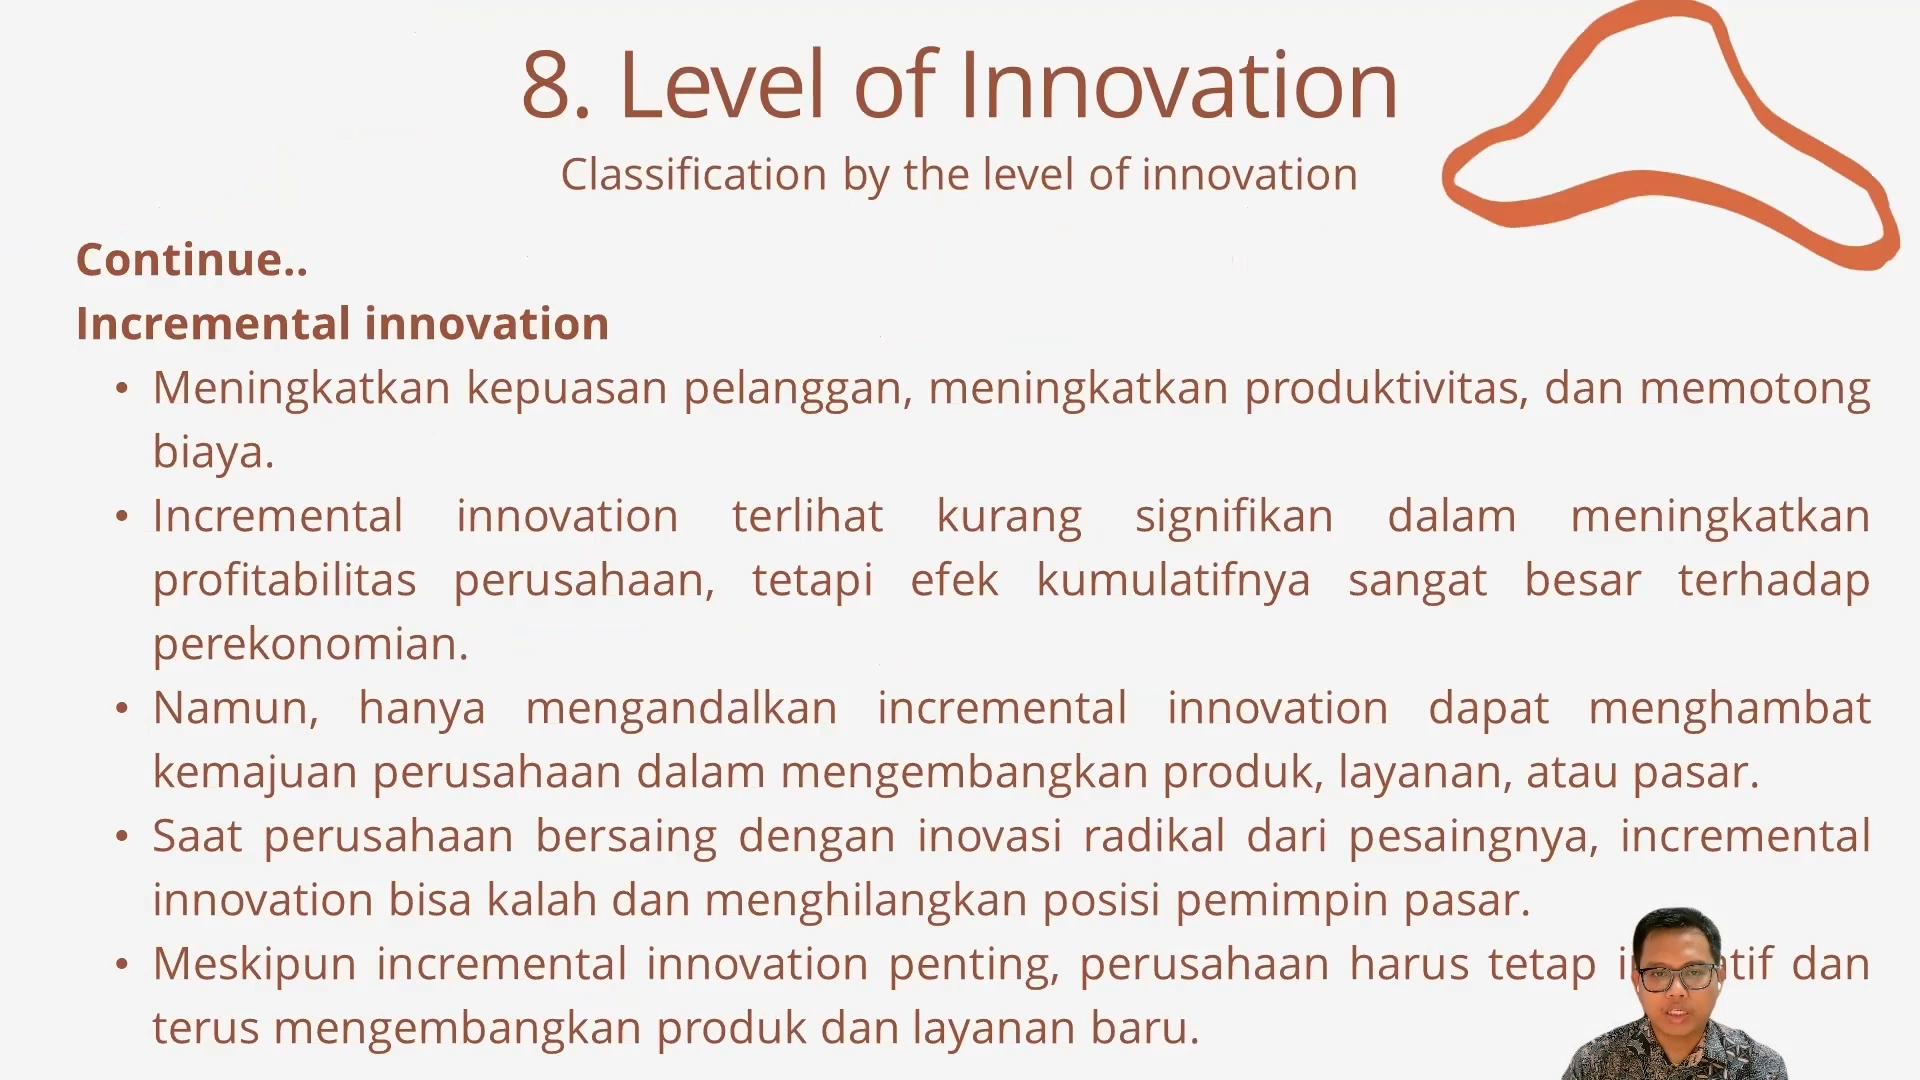 8. Level of Innovation
Classification by the level of innovation
Continue..
Incremental innovation
• Meningkatkan kepuasan pelanggan, meningkatkan produktivitas, dan memotong
biaya.
• Incremental innovation terlihat kurang signifikan dalam meningkatkan
profitabilitas perusahaan, tetapi efek kumulatifnya sangat besar terhadap
perekonomian.
• Namun, hanya mengandalkan incremental innovation dapat menghambat
kemajuan perusahaan dalam mengembangkan produk, layanan, atau pasar.
• Saat perusahaan bersaing dengan inovasi radikal dari pesaingnya, incremental
innovation bisa kalah dan menghilangkan posisi pemimpin pasar.
• Meskipun incremental innovation penting, perusahaan harus tetap dan
terus mengembangkan produk dan layanan baru.